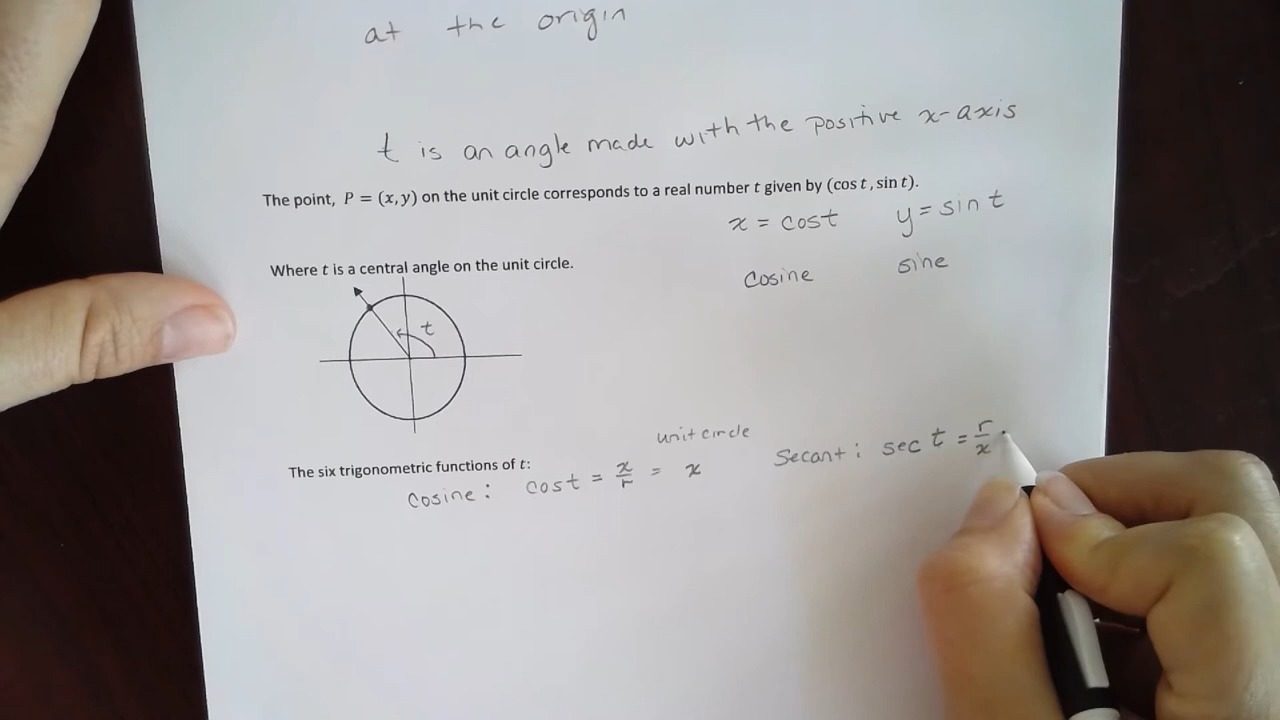 at the origin
t is an angle made with the positive x-axis
The point, P = (x, y) on the unit circle corresponds to a real number t given by (cos t , sin t).
x = cost y = sin t
Where t is a central angle on the unit circle.
cosine sine
t
unit circle
The six trigonometric functions of t:
cosine : cost = x/r = x secant : sec t = r/x